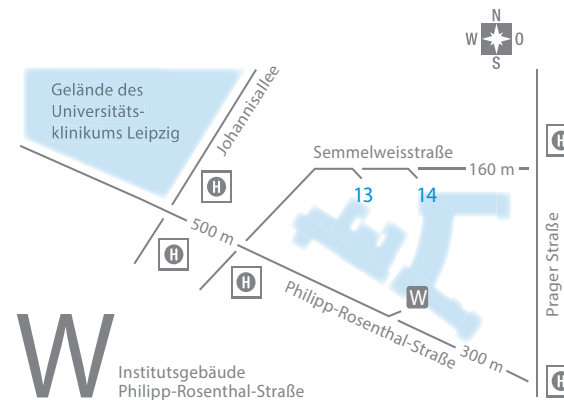 N
W O
S
Gelände des
Universitäts-
klinikums Leipzig
Johannisallee
Semmelweisstraße
160 m
13
14
H
H
500 m
H
H
Prager Straße
W
Philipp-Rosenthal-Straße
300 m
H
W
Institutsgebäude
Philipp-Rosenthal-Straße